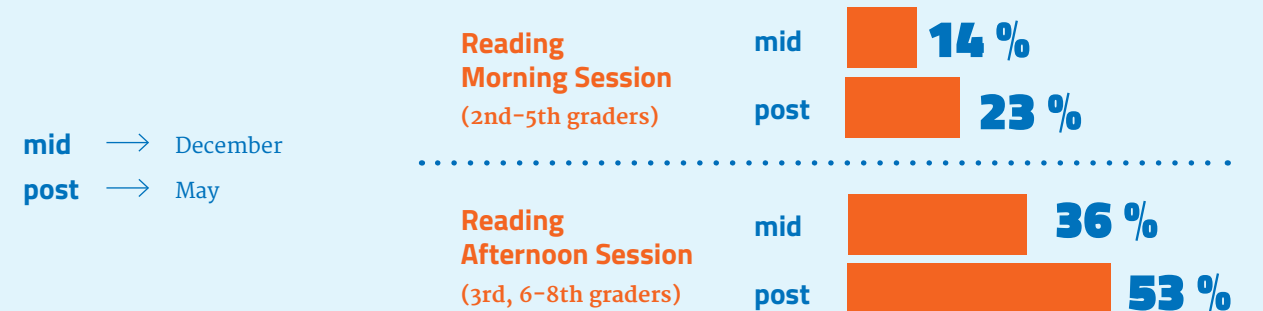 mid → December
post → May
Reading
Morning Session
(2nd-5th graders)
mid 14 %
post 23 %
Reading
Afternoon Session
(3rd, 6-8th graders)
mid 36 %
post 53 %